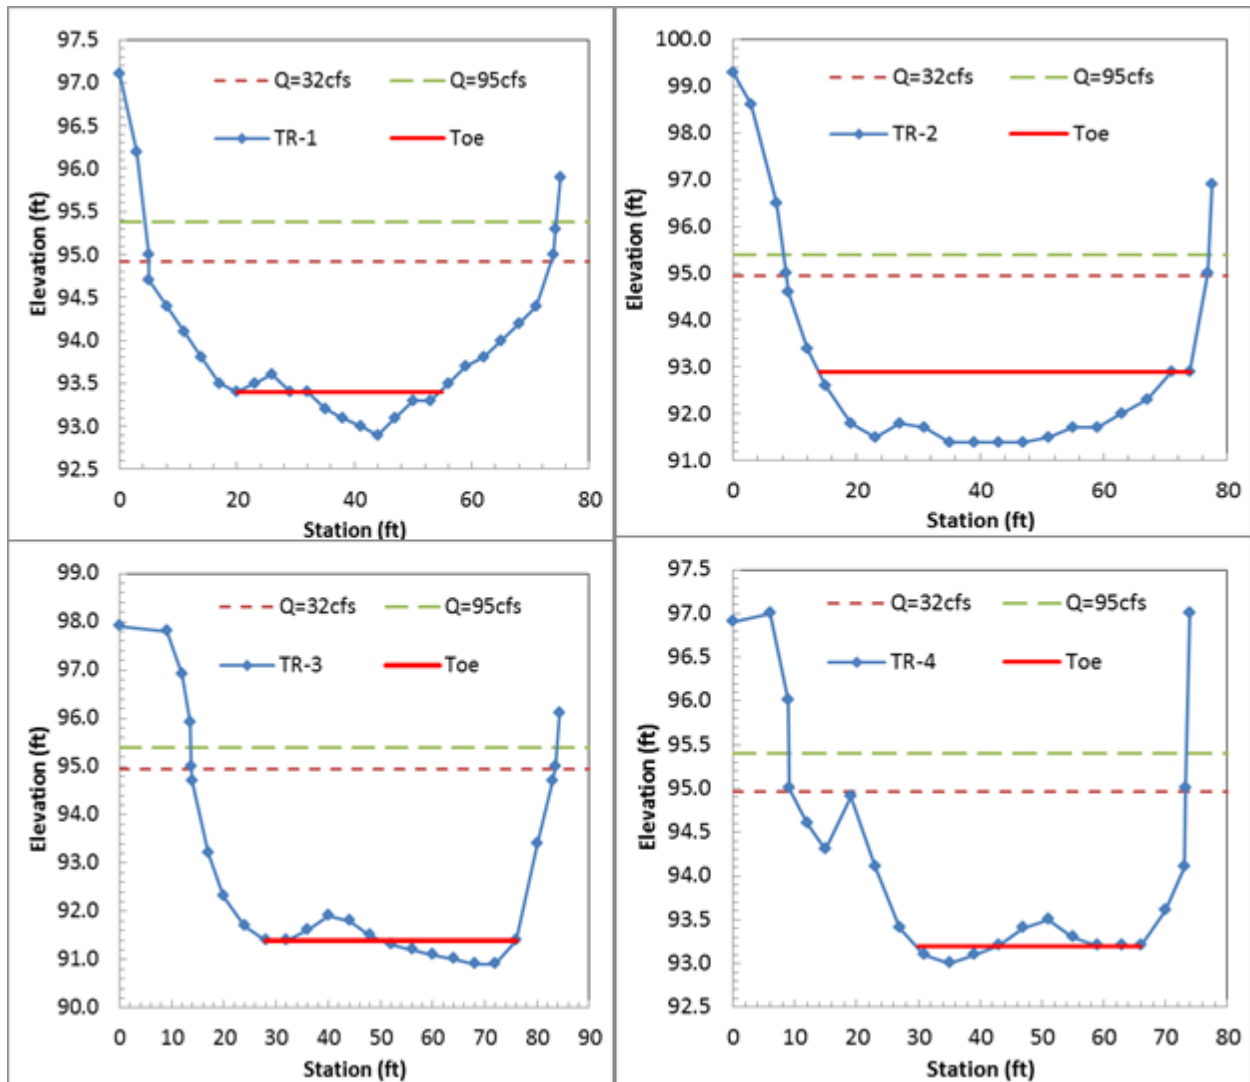 97.5
97.0
96.5
96.0
95.5
95.0
94.5
94.0
93.5
93.0
92.5
Elevation (ft)
Q=32cfs Q=95cfs
TR-1 Toe
0 20 40 60 80
Station (ft)
100.0
99.0
98.0
97.0
96.0
95.0
94.0
93.0
92.0
91.0
Elevation (ft)
Q=32cfs Q=95cfs
TR-2 Toe
0 20 40 60 80
Station (ft)
99.0
98.0
97.0
96.0
95.0
94.0
93.0
92.0
91.0
90.0
Elevation (ft)
Q=32cfs Q=95cfs
TR-3 Toe
0 10 20 30 40 50 60 70 80 90
Station (ft)
97.5
97.0
96.5
96.0
95.5
95.0
94.5
94.0
93.5
93.0
92.5
Elevation (ft)
Q=32cfs Q=95cfs
TR-4 Toe
0 10 20 30 40 50 60 70 80
Station (ft)